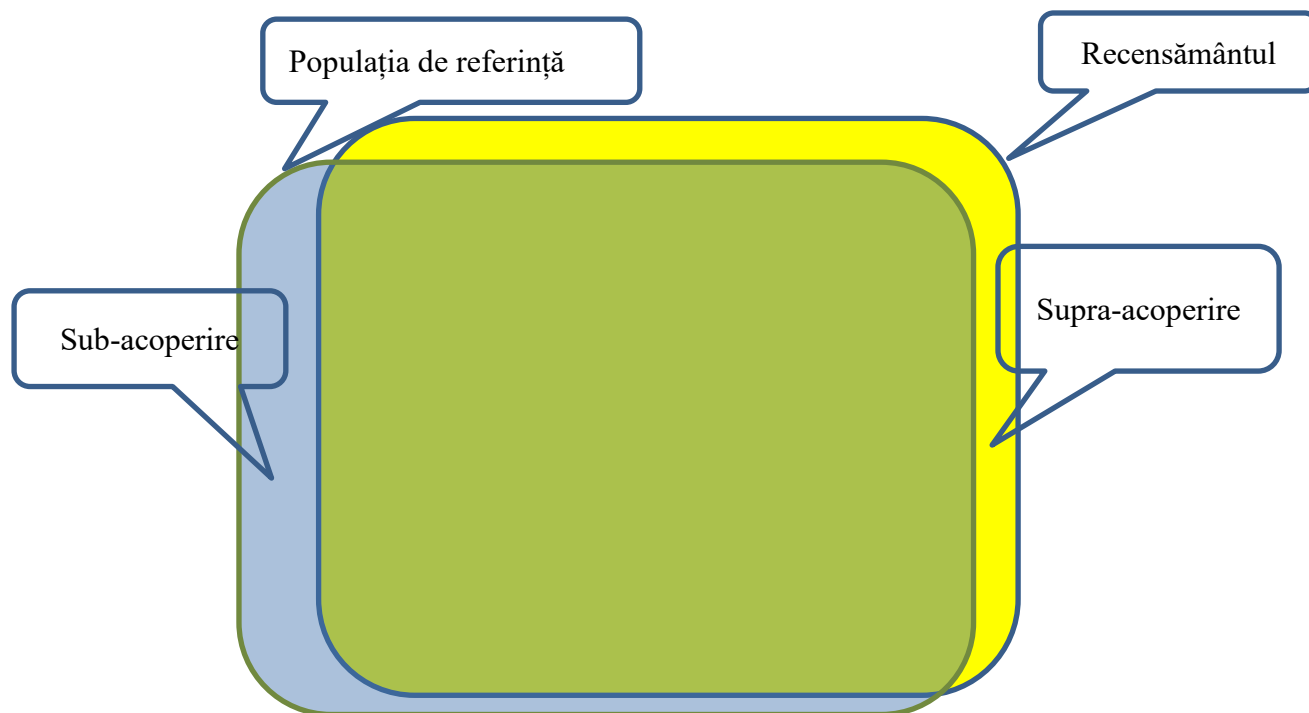 Populația de referință
Recensământul
Sub-acoperire
Supra-acoperire